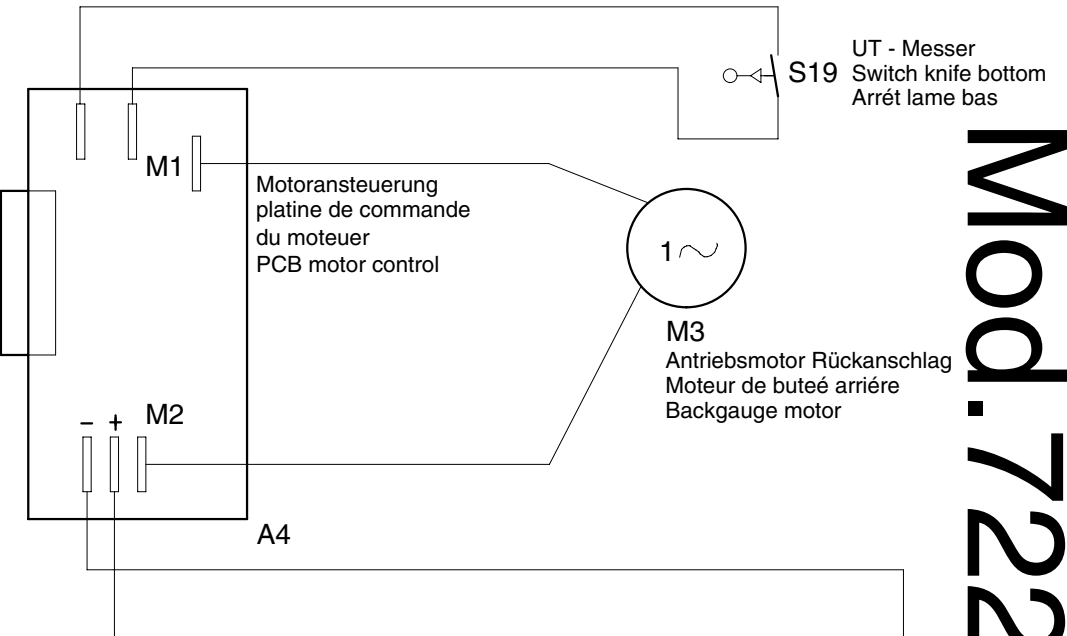 UT - Messer
S19 Switch knife bottom
Arrét lame bas
M1
Motoransteuerung
platine de commande
du moteuer
PCB motor control
1
M3
Antriebsmotor Rückanschlag
Moteur de buteé arriére
Backgauge motor
- + M2
A4
Mod.722